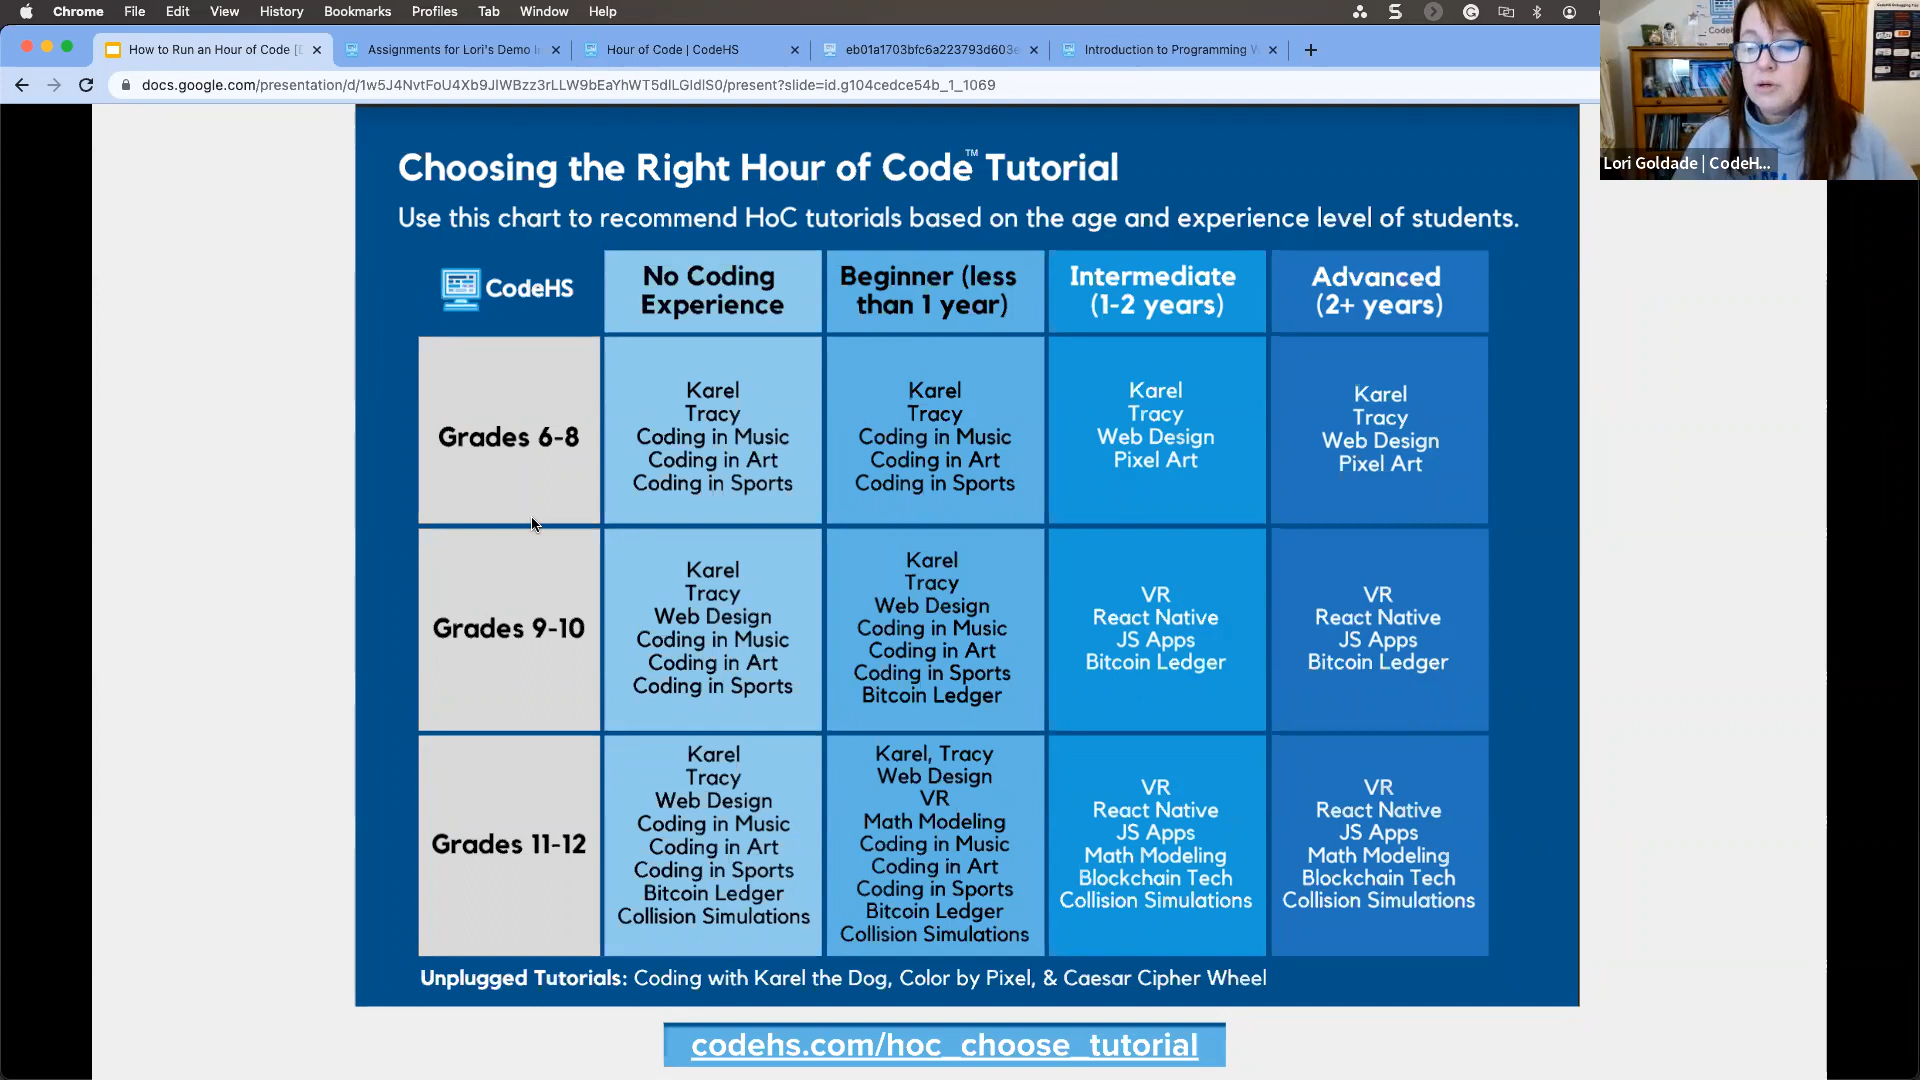 Chrome File Edit View History Bookmarks Profiles Tab Window Help
How to Run an Hour of Code [
Assignments for Lori's Demo
Hour of Code | CodeHS
eb01a1703bfc6a223793d603e
Introduction to Programming
docs.google.com/presentation/d/1w5J4NvtFoU4Xb9JlWBzz3rLLW9bEaYhWT5dlLGldlS0/present?slide=id.g104cedce54b_1_1069
Lori Goldade | CodeH...
Choosing the Right Hour of Code™ Tutorial
Use this chart to recommend HoC tutorials based on the age and experience level of students.
CodeHS
No Coding
Experience
Beginner (less
than 1 year)
Intermediate
(1-2 years)
Advanced
(2+ years)
Grades 6-8
Karel
Tracy
Coding in Music
Coding in Art
Coding in Sports
Karel
Tracy
Coding in Music
Coding in Art
Coding in Sports
Karel
Tracy
Web Design
Pixel Art
Karel
Tracy
Web Design
Pixel Art
Grades 9-10
Karel
Tracy
Web Design
Coding in Music
Coding in Art
Coding in Sports
Karel
Tracy
Web Design
Coding in Music
Coding in Art
Coding in Sports
Bitcoin Ledger
VR
React Native
JS Apps
Bitcoin Ledger
VR
React Native
JS Apps
Bitcoin Ledger
Grades 11-12
Karel
Tracy
Web Design
Coding in Music
Coding in Art
Coding in Sports
Bitcoin Ledger
Collision Simulations
Karel, Tracy
Web Design
VR
Math Modeling
Coding in Music
Coding in Art
Coding in Sports
Bitcoin Ledger
Collision Simulations
VR
React Native
JS Apps
Math Modeling
Blockchain Tech
Collision Simulations
VR
React Native
JS Apps
Math Modeling
Blockchain Tech
Collision Simulations
Unplugged Tutorials: Coding with Karel the Dog, Color by Pixel, & Caesar Cipher Wheel
codehs.com/hoc_choose_tutorial